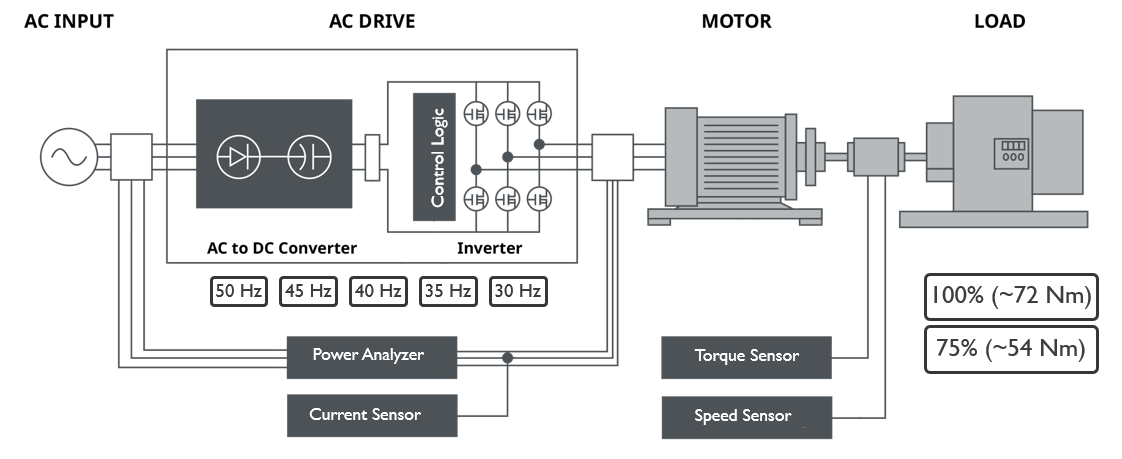 AC INPUT
AC DRIVE
MOTOR
LOAD
Control Logic
AC to DC Converter
Inverter
50 Hz
45 Hz
40 Hz
35 Hz
30 Hz
100% (~72 Nm)
75% (~54 Nm)
Power Analyzer
Torque Sensor
Current Sensor
Speed Sensor